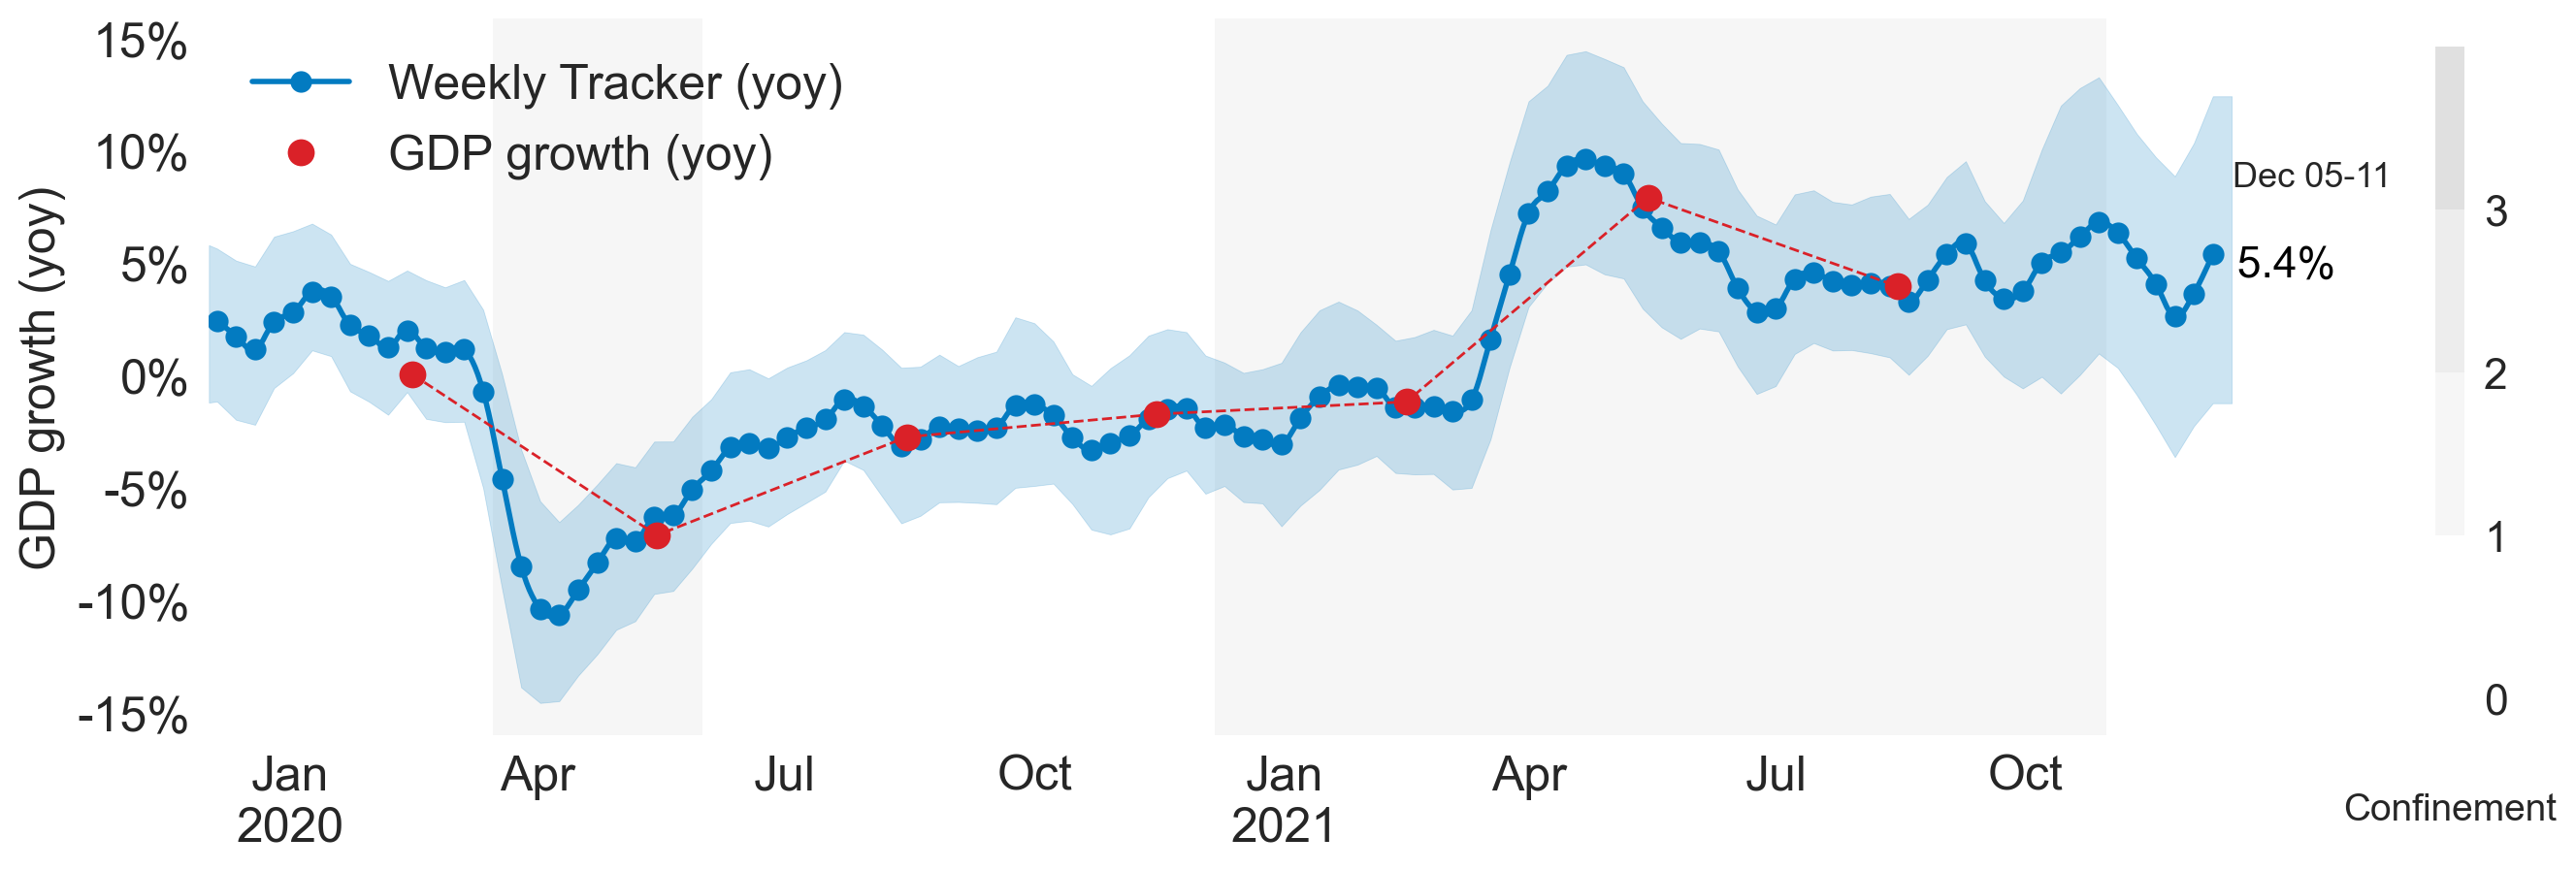 15%
10%
5%
0%
-5%
-10%
-15%
GDP growth (yoy)
Weekly Tracker (yoy)
GDP growth (yoy)
Dec 05-11
5.4%
3
2
1
0
Confinement
Jan Apr Jul Oct Jan Apr Jul Oct
2020 2021